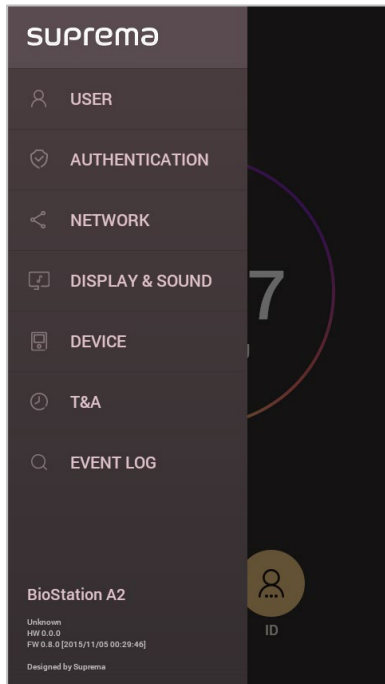 suprema
USER
AUTHENTICATION
NETWORK
DISPLAY & SOUND
7
DEVICE
T&A
EVENT LOG
BioStation A2
ID
Unknown
HW 0.0.0
FW 0.8.0 [2015/11/05 00:29:46]
Designed by Suprema